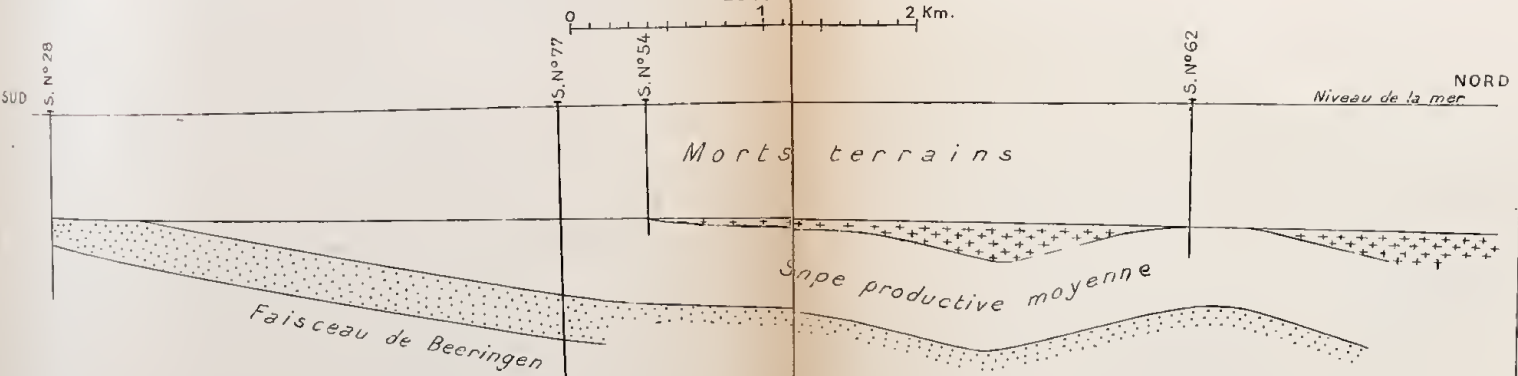 0 1 2 Km.
S. N° 28
S. N° 77
S. N° 54
S. N° 62
SUD
NORD
Niveau de la mer
Morts terrains
Snpe productive moyenne
Faisceau de Beeringen